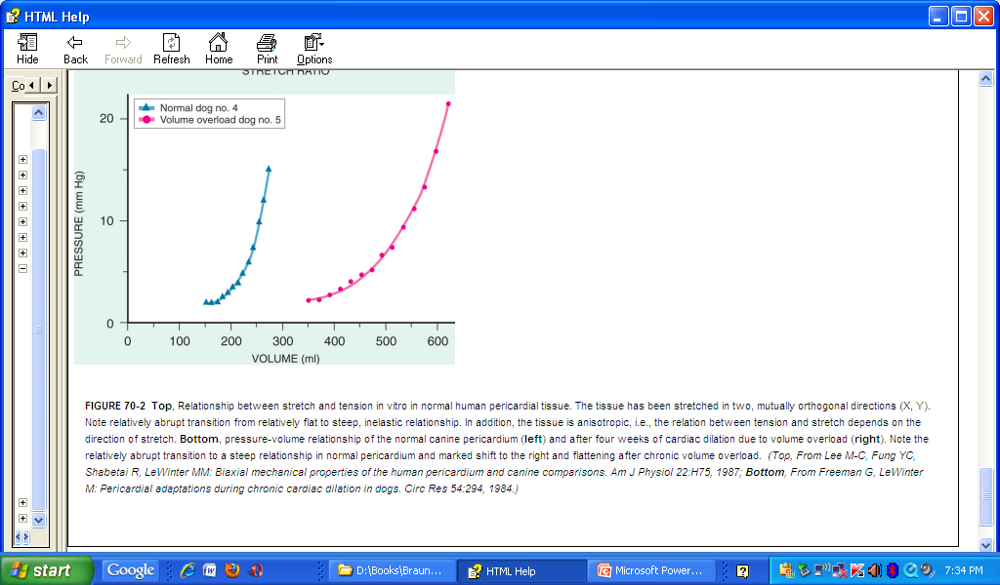 HTML Help
Hide Back Forward Refresh Home Print Options
Co
STRETCH RATIO
Normal dog no. 4
Volume overload dog no. 5
20
10
0
PRESSURE (mm Hg)
0 100 200 300 400 500 600
VOLUME (ml)
FIGURE 70-2 Top, Relationship between stretch and tension in vitro in normal human pericardial tissue. The tissue has been stretched in two, mutually orthogonal directions (X, Y).
Note relatively abrupt transition from relatively flat to steep, inelastic relationship. In addition, the tissue is anisotropic, i.e., the relation between tension and stretch depends on the
direction of stretch. Bottom, pressure-volume relationship of the normal canine pericardium (left) and after four weeks of cardiac dilation due to volume overload (right). Note the
relatively abrupt transition to a steep relationship in normal pericardium and marked shift to the right and flattening after chronic volume overload. (Top, From Lee M-C, Fung YC,
Shabetai R, LeWinter MM: Biaxial mechanical properties of the human pericardium and canine comparisons. Am J Physiol 22:H75, 1987; Bottom, From Freeman G, LeWinter
M: Pericardial adaptations during chronic cardiac dilation in dogs. Circ Res 54:294, 1984.)
start Google D:\Books\Braun... HTML Help Microsoft Power... 7:34 PM